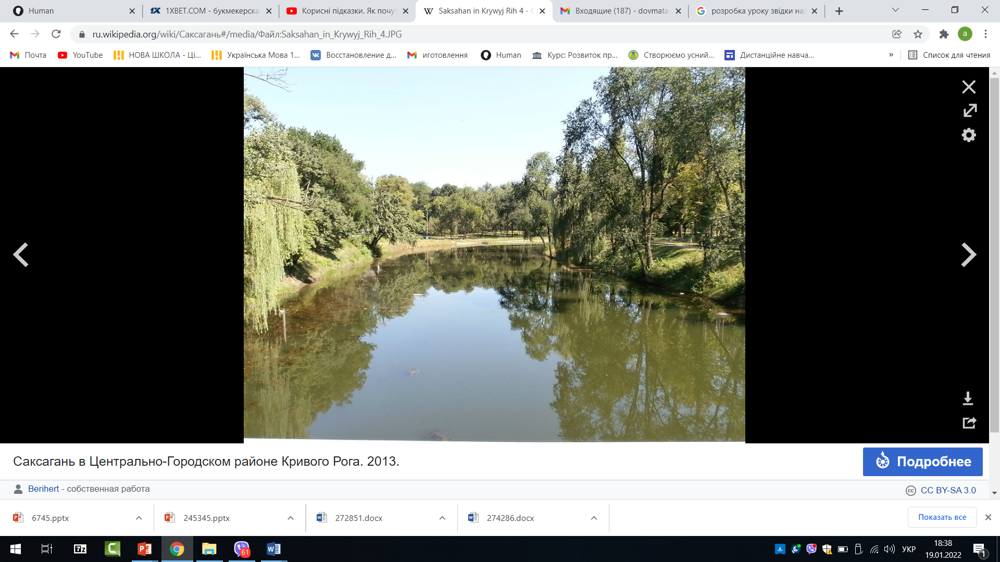 Human
1XBET.COM - букмекерска
Корисні підказки. Як почут
Saksahan in Krywyj Rih 4 -
Входящие (187) - dovmata
розробка уроку звідки наз
ru.wikipedia.org/wiki/Саксагань#/media/Файл:Saksahan_in_Krywyj_Rih_4.JPG
a
Почта
YouTube
НОВА ШКОЛА - Ці...
Українська Мова 1...
Восстановление д...
иготовлення
Human
Курс: Розвиток пр...
Створюємо усний...
Дистанційне навча...
»
Список для чтения
Саксагань в Центрально-Городском районе Кривого Рога. 2013.
Подробнее
Berihert - собственная работа
CC BY-SA 3.0
6745.pptx
245345.pptx
272851.docx
274286.docx
Показать все
7z
61
УКР
18:38
19.01.2022
1